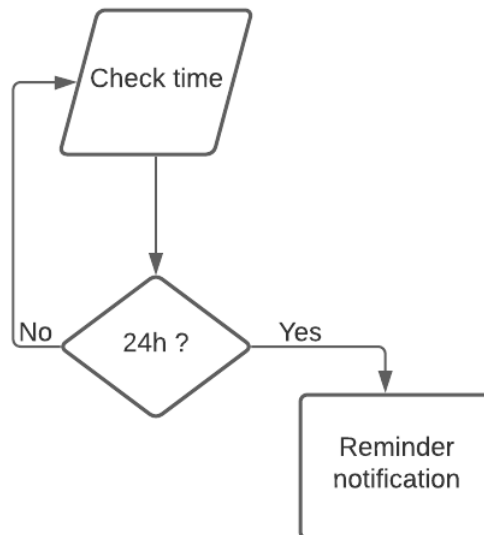 Check time
No
24h ?
Yes
Reminder
notification